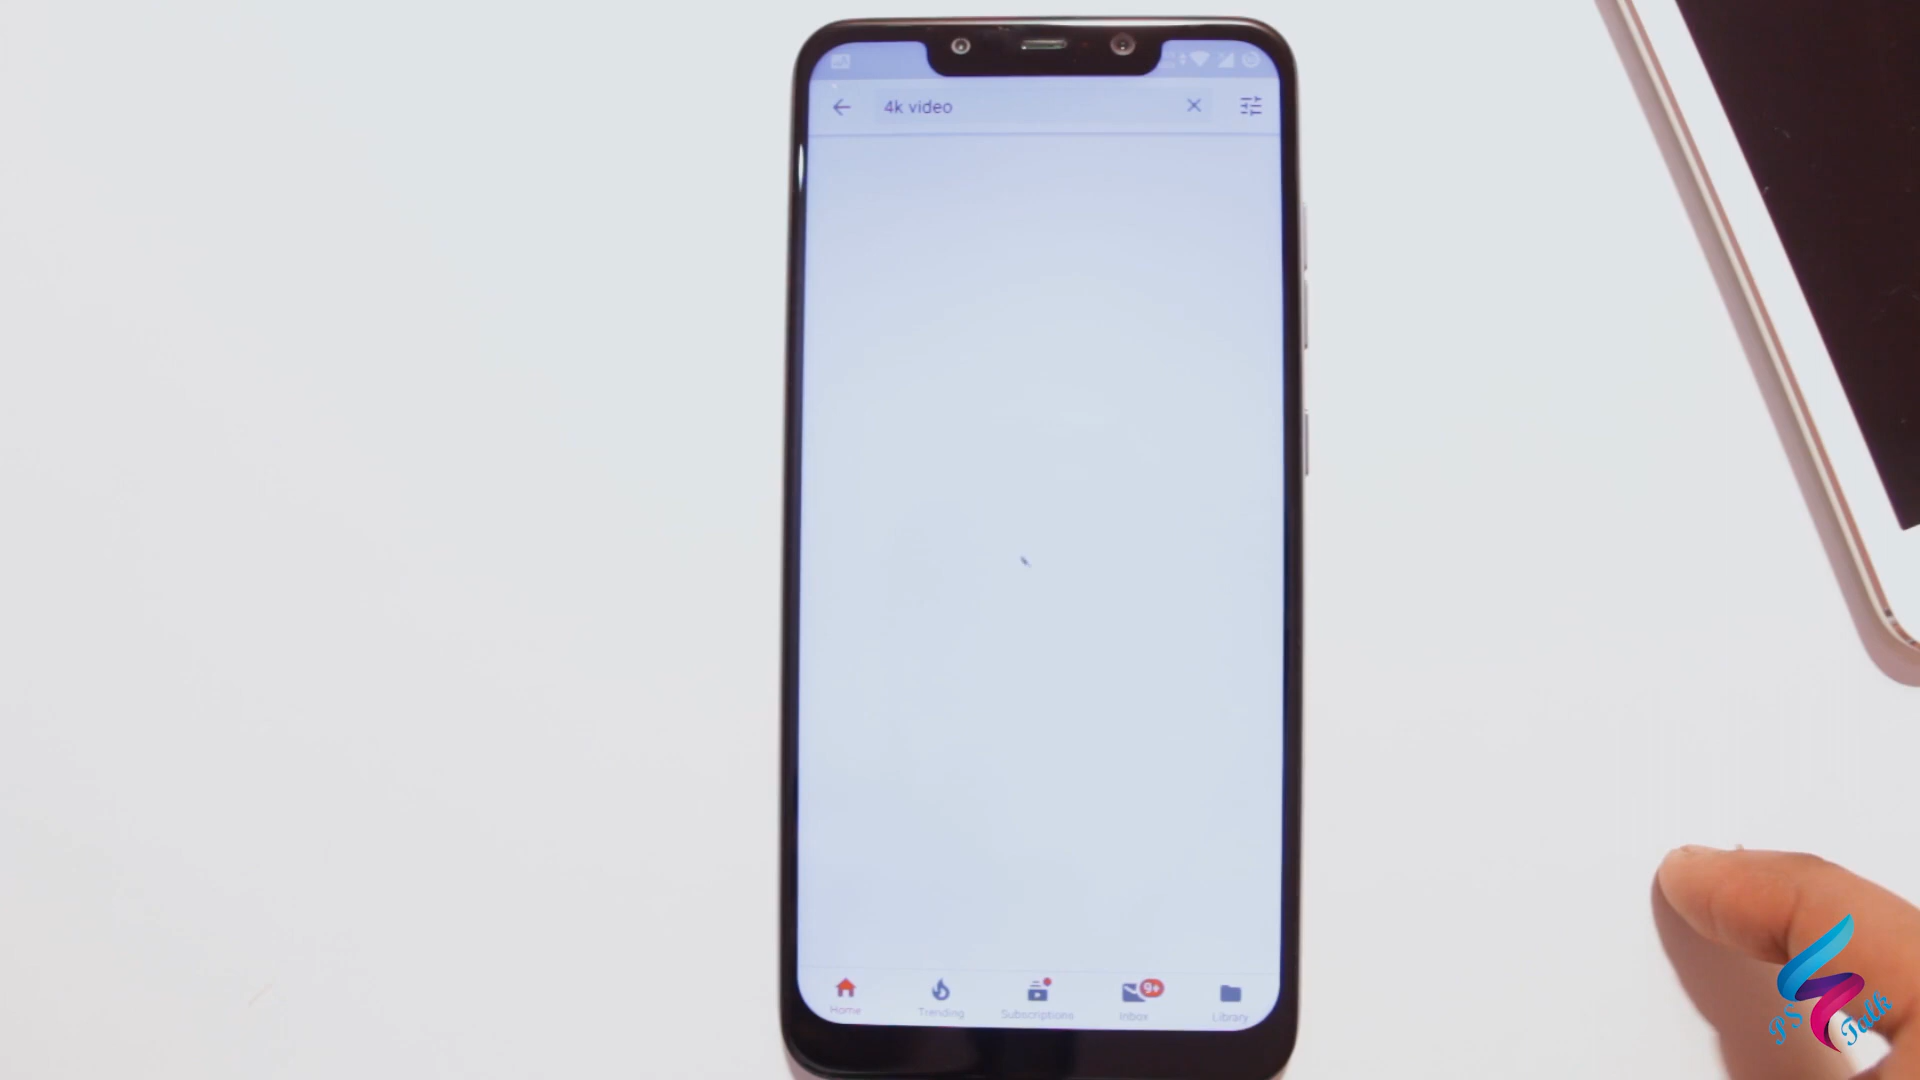 4k video
Home
Trending
Subscriptions
9+
Inbox
Library
PS
Talk